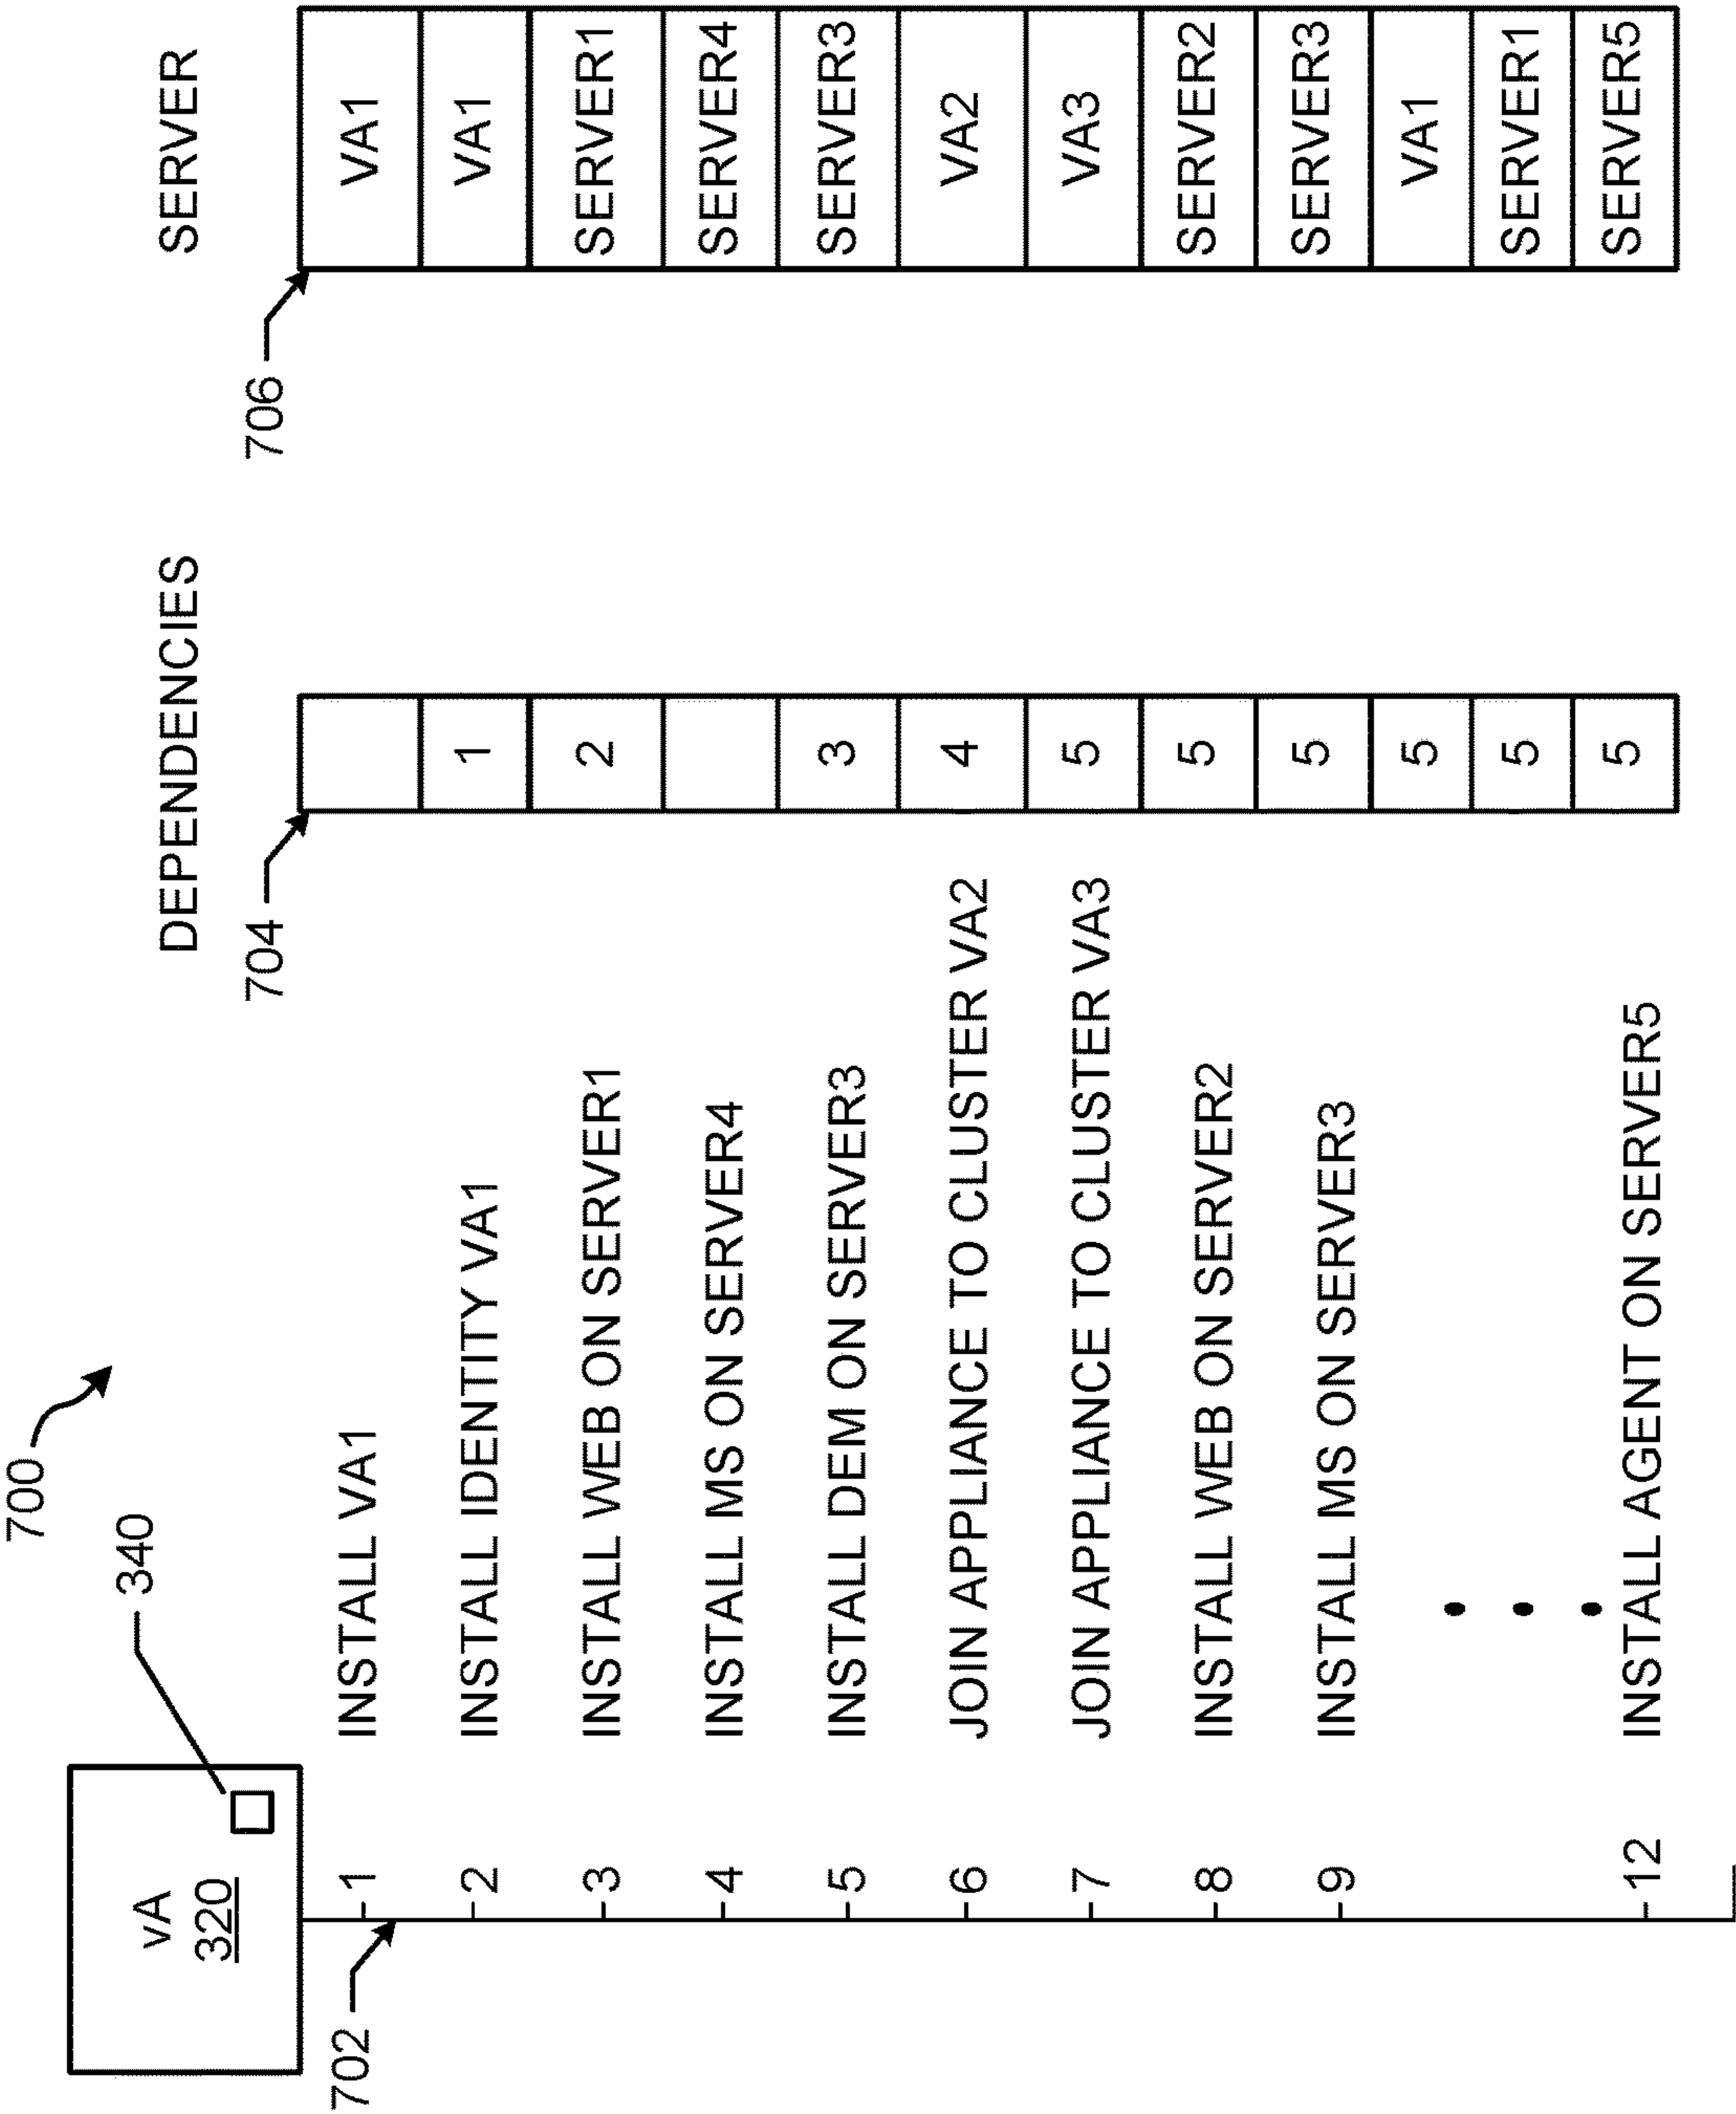 700
vA
320
340
702
DEPENDENCIES
SERVER
704
706
1 INSTALL VA1 VA1
2 INSTALL IDENTITY VA1 1 VA1
3 INSTALL WEB ON SERVER1 2 SERVER1
4 INSTALL MS ON SERVER4 SERVER4
5 INSTALL DEM ON SERVER3 3 SERVER3
6 JOIN APPLIANCE TO CLUSTER VA2 4 VA2
7 JOIN APPLIANCE TO CLUSTER VA3 5 VA3
8 INSTALL WEB ON SERVER2 5 SERVER2
9 INSTALL MS ON SERVER3 5 SERVER3
5 VA1
5 SERVER1
12 INSTALL AGENT ON SERVER5 5 SERVER5